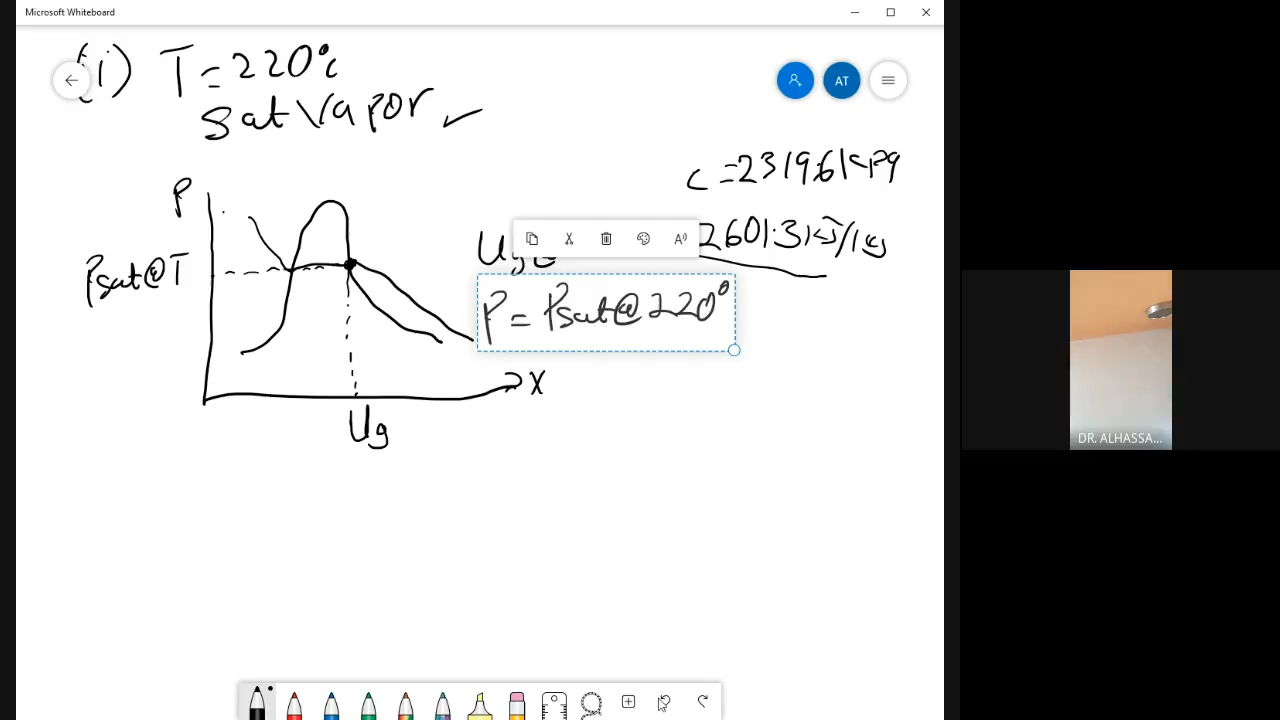 Microsoft Whiteboard
(i) T = 220°C
Sat Vapor ✓
AT
C = 2319.6 kPa
P
Psat@T
Ug@
2601.3 kJ/kg
P = Psat@220°
X
Ug
DR. ALHASSA...